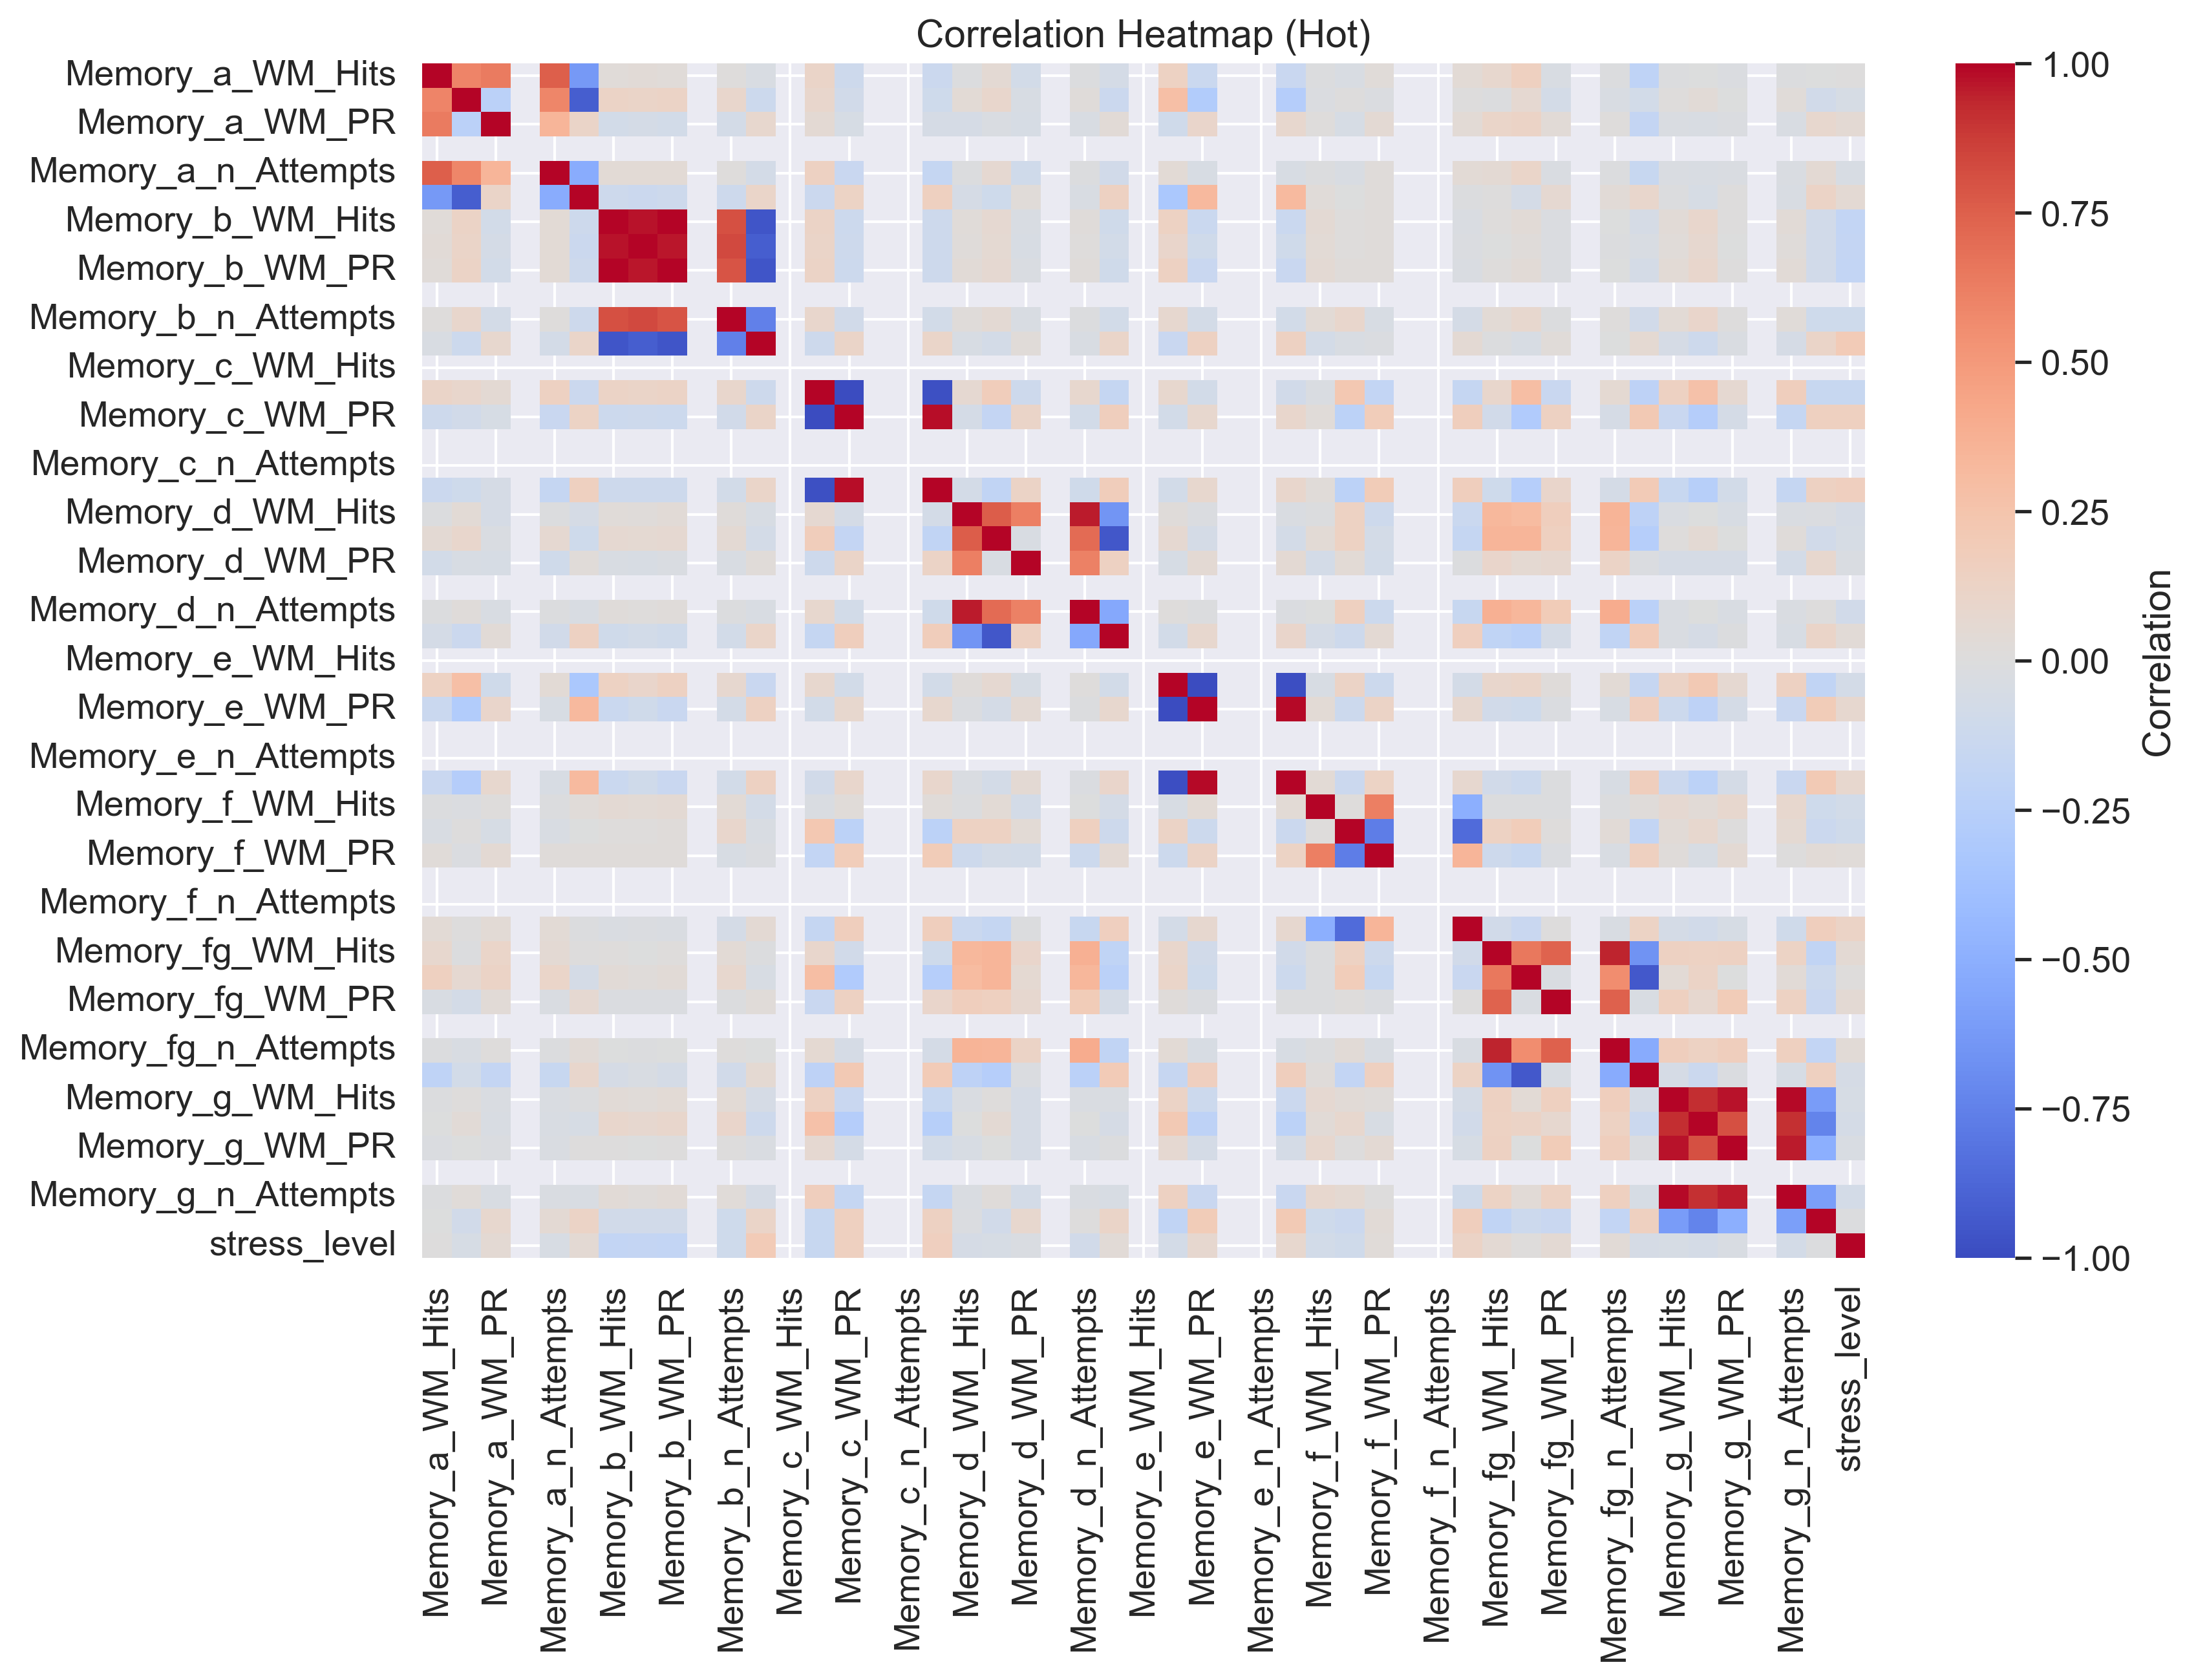 Correlation Heatmap (Hot)
Memory_a_WM_Hits
Memory_a_WM_PR
Memory_a_n_Attempts
Memory_b_WM_Hits
Memory_b_WM_PR
Memory_b_n_Attempts
Memory_c_WM_Hits
Memory_c_WM_PR
Memory_c_n_Attempts
Memory_d_WM_Hits
Memory_d_WM_PR
Memory_d_n_Attempts
Memory_e_WM_Hits
Memory_e_WM_PR
Memory_e_n_Attempts
Memory_f_WM_Hits
Memory_f_WM_PR
Memory_f_n_Attempts
Memory_fg_WM_Hits
Memory_fg_WM_PR
Memory_fg_n_Attempts
Memory_g_WM_Hits
Memory_g_WM_PR
Memory_g_n_Attempts
stress_level
Memory_a_WM_Hits
Memory_a_WM_PR
Memory_a_n_Attempts
Memory_b_WM_Hits
Memory_b_WM_PR
Memory_b_n_Attempts
Memory_c_WM_Hits
Memory_c_WM_PR
Memory_c_n_Attempts
Memory_d_WM_Hits
Memory_d_WM_PR
Memory_d_n_Attempts
Memory_e_WM_Hits
Memory_e_WM_PR
Memory_e_n_Attempts
Memory_f_WM_Hits
Memory_f_WM_PR
Memory_f_n_Attempts
Memory_fg_WM_Hits
Memory_fg_WM_PR
Memory_fg_n_Attempts
Memory_g_WM_Hits
Memory_g_WM_PR
Memory_g_n_Attempts
stress_level
1.00
0.75
0.50
0.25
0.00
−0.25
−0.50
−0.75
−1.00
Correlation